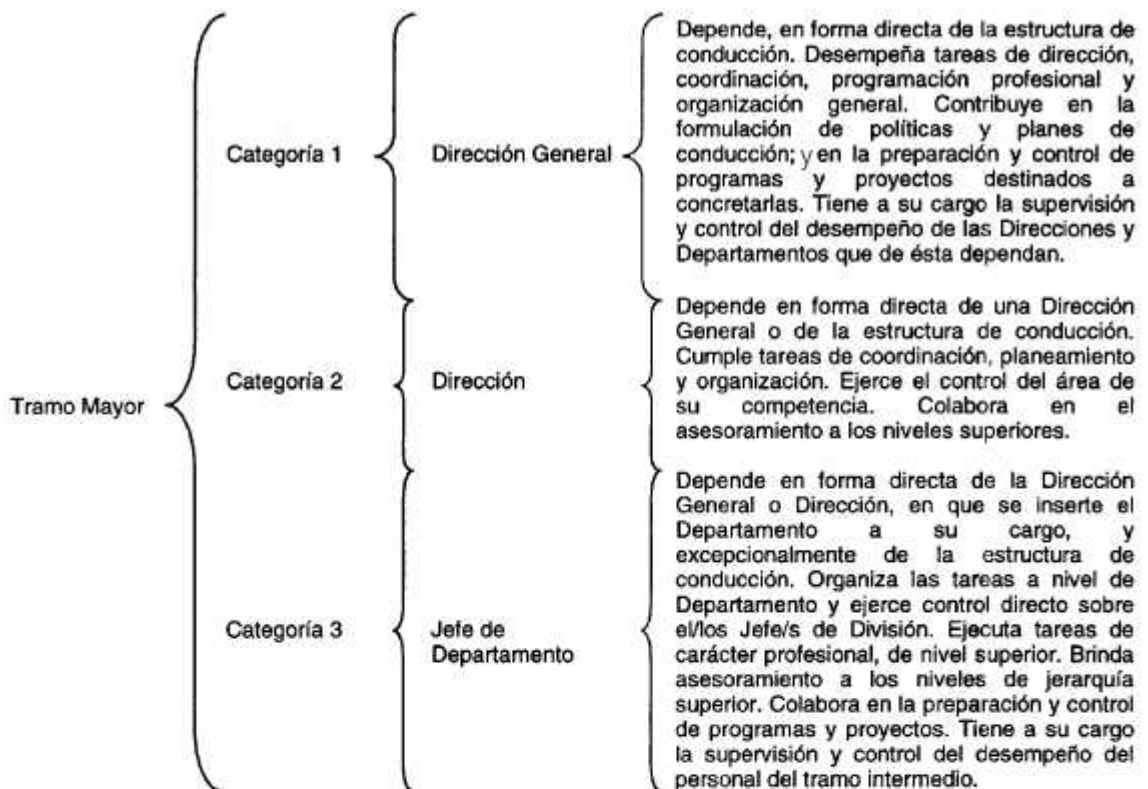 Tramo Mayor
Categoría 1
Dirección General
Depende, en forma directa de la estructura de
conducción. Desempeña tareas de dirección,
coordinación, programación profesional y
organización general. Contribuye en la
formulación de políticas y planes de
conducción; y en la preparación y control de
programas y proyectos destinados a
concretarlas. Tiene a su cargo la supervisión
y control del desempeño de las Direcciones y
Departamentos que de ésta dependan.
Categoría 2
Dirección
Depende en forma directa de una Dirección
General o de la estructura de conducción.
Cumple tareas de coordinación, planeamiento
y organización. Ejerce el control del área de
su competencia. Colabora en el
asesoramiento a los niveles superiores.
Categoría 3
Jefe de
Departamento
Depende en forma directa de la Dirección
General o Dirección, en que se inserte el
Departamento a su cargo, y
excepcionalmente de la estructura de
conducción. Organiza las tareas a nivel de
Departamento y ejerce control directo sobre
el/los Jefe/s de División. Ejecuta tareas de
carácter profesional, de nivel superior. Brinda
asesoramiento a los niveles de jerarquía
superior. Colabora en la preparación y control
de programas y proyectos. Tiene a su cargo
la supervisión y control del desempeño del
personal del tramo intermedio.